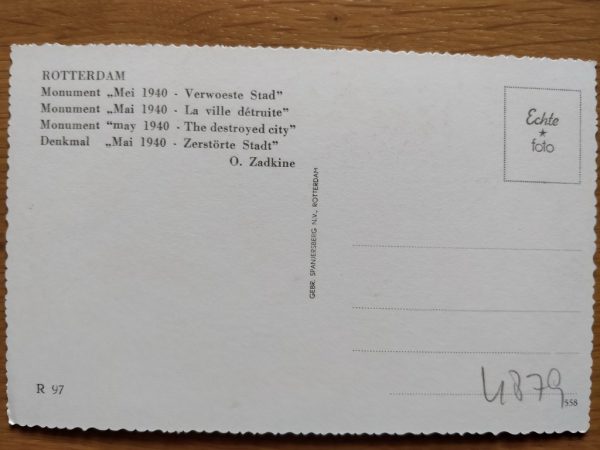 ROTTERDAM
Monument „Mei 1940 - Verwoeste Stad”
Monument „Mai 1940 - La ville détruite”
Monument “may 1940 - The destroyed city”
Denkmal „Mai 1940 - Zerstörte Stadt”
O. Zadkine
Echte
foto
GEBR. SPANJERSBERG N.V., ROTTERDAM
R 97
4879
558